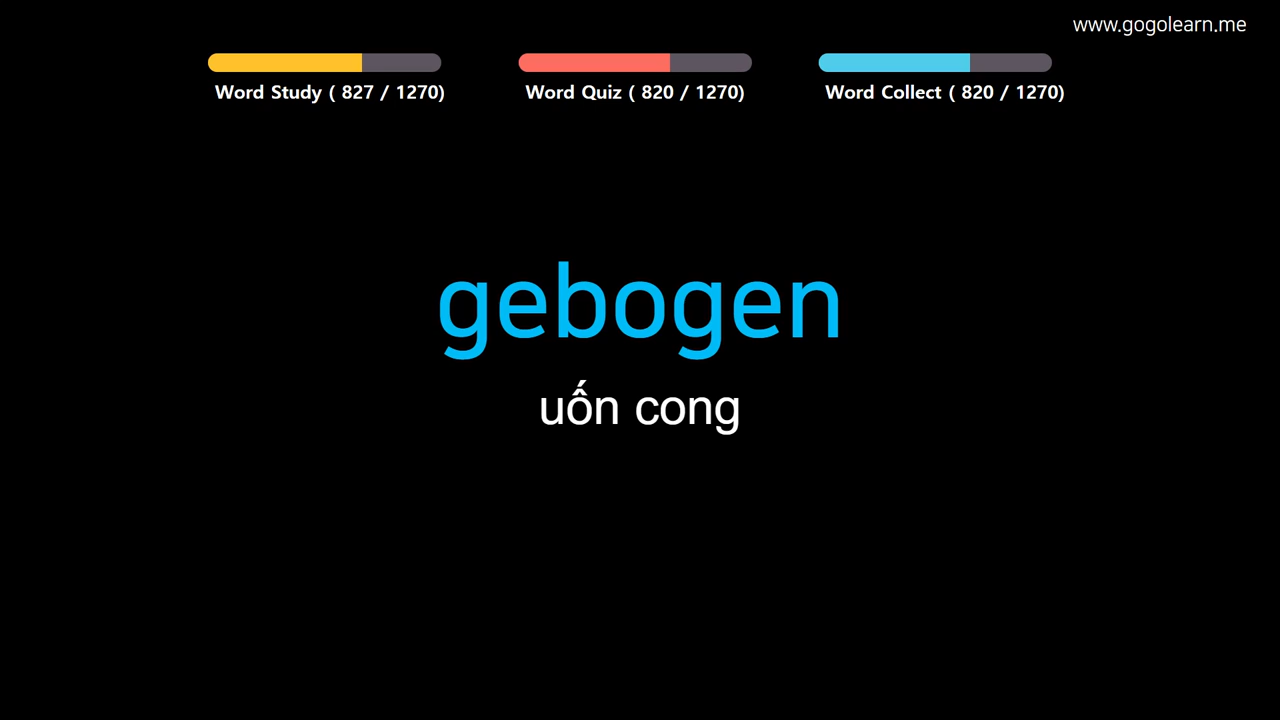 www.gogolearn.me
Word Study ( 827 / 1270)
Word Quiz ( 820 / 1270)
Word Collect ( 820 / 1270)
gebogen
uốn cong